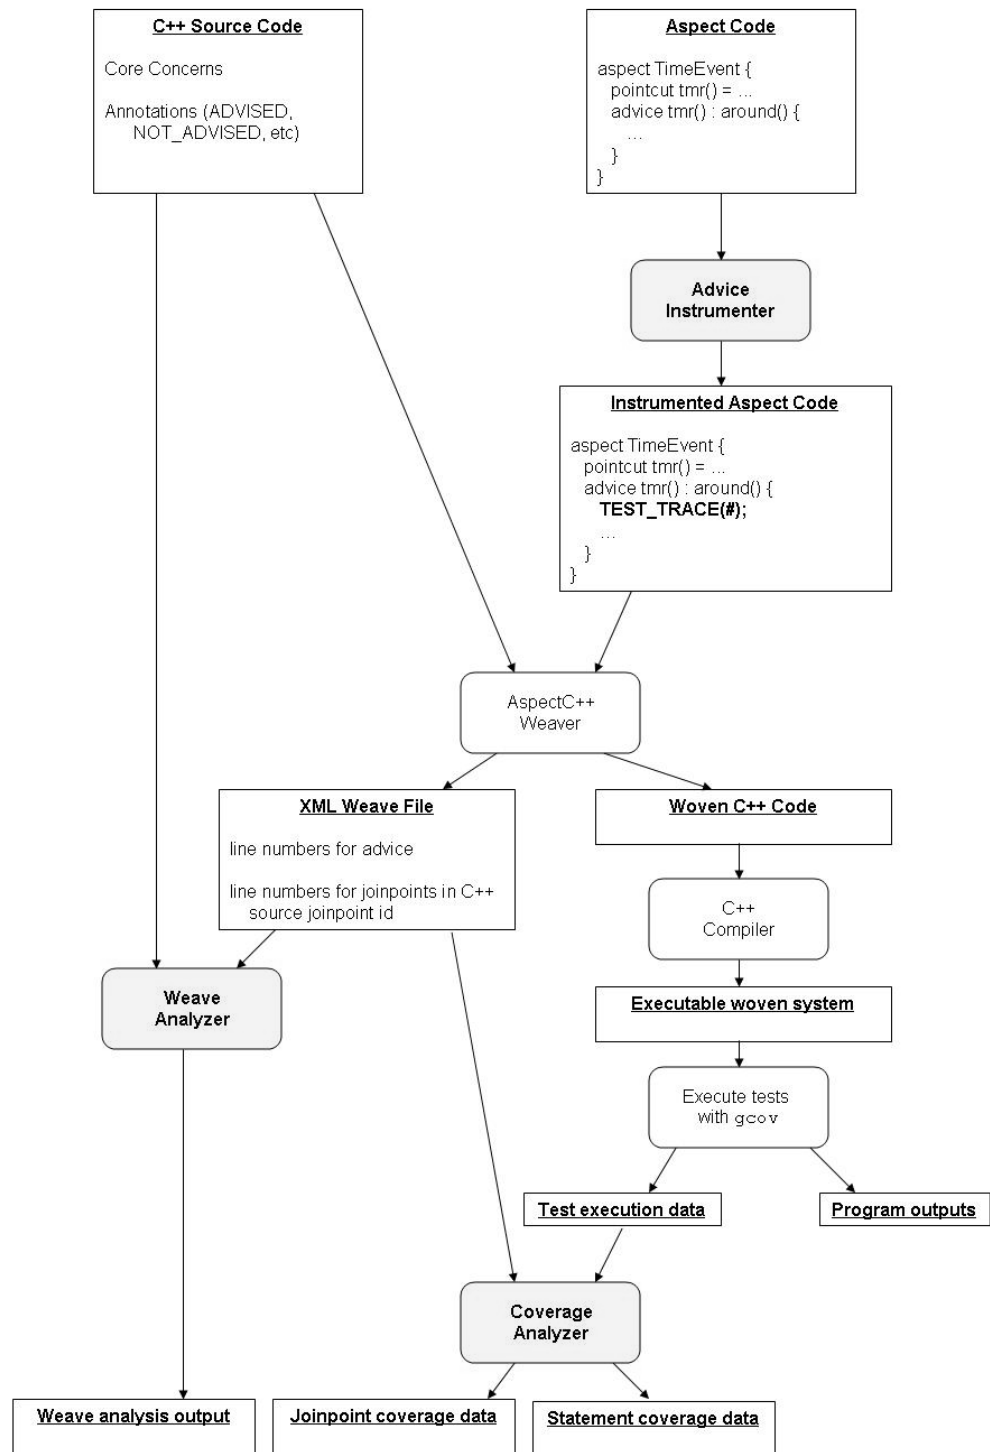 C++ Source Code
Core Concerns
Annotations (ADVISED,
NOT_ADVISED, etc)
Aspect Code
aspect TimeEvent {
pointcut tmr() = ...
advice tmr() : around() {
...
}
}
Advice
Instrumenter
Instrumented Aspect Code
aspect TimeEvent {
pointcut tmr() = ...
advice tmr() : around() {
TEST_TRACE(#);
...
}
}
AspectC++
Weaver
XML Weave File
line numbers for advice
line numbers for joinpoints in C++
source joinpoint id
Woven C++ Code
C++
Compiler
Weave
Analyzer
Executable woven system
Execute tests
with gcov
Test execution data
Program outputs
Coverage
Analyzer
Weave analysis output
Joinpoint coverage data
Statement coverage data